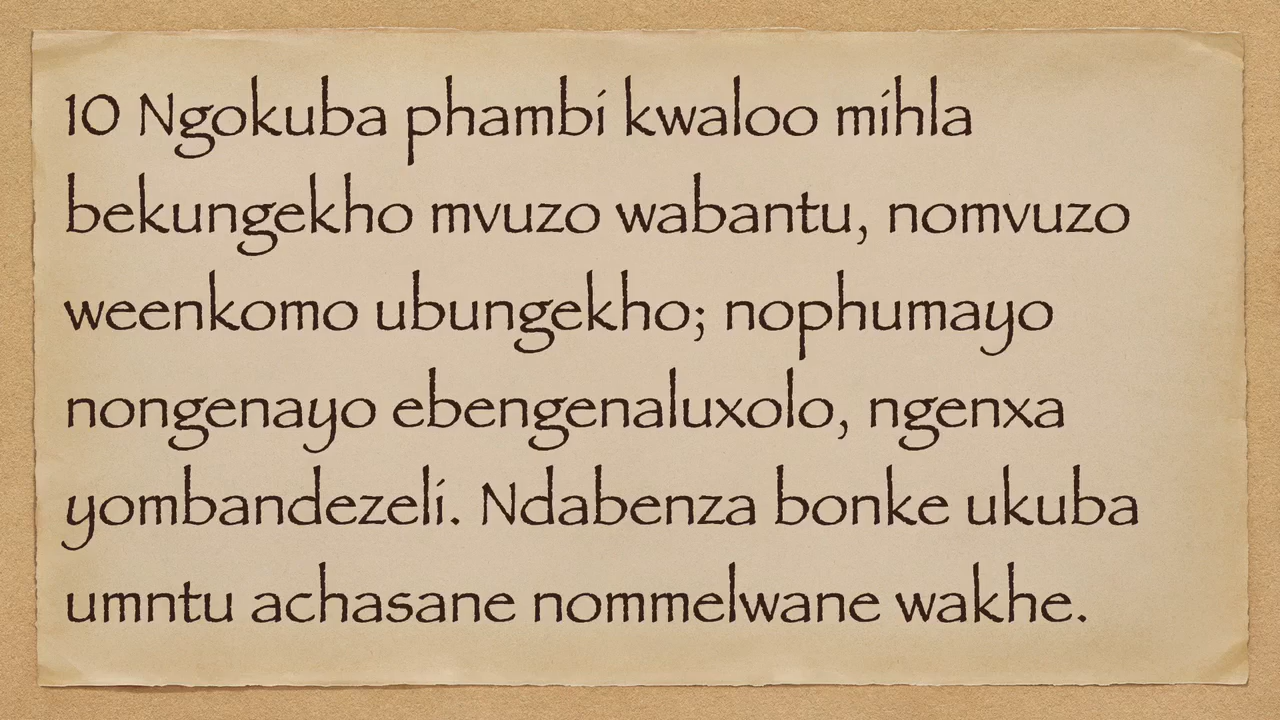 10 Ngokuba phambi kwaloo mihla
bekungekho mvuzo wabantu, nomvuzo
weenkomo ubungekho; nophumayo
nongenayo ebengenaluxolo, ngenxa
yombandezeli. Ndabenza bonke ukuba
umntu achasane nommelwane wakhe.